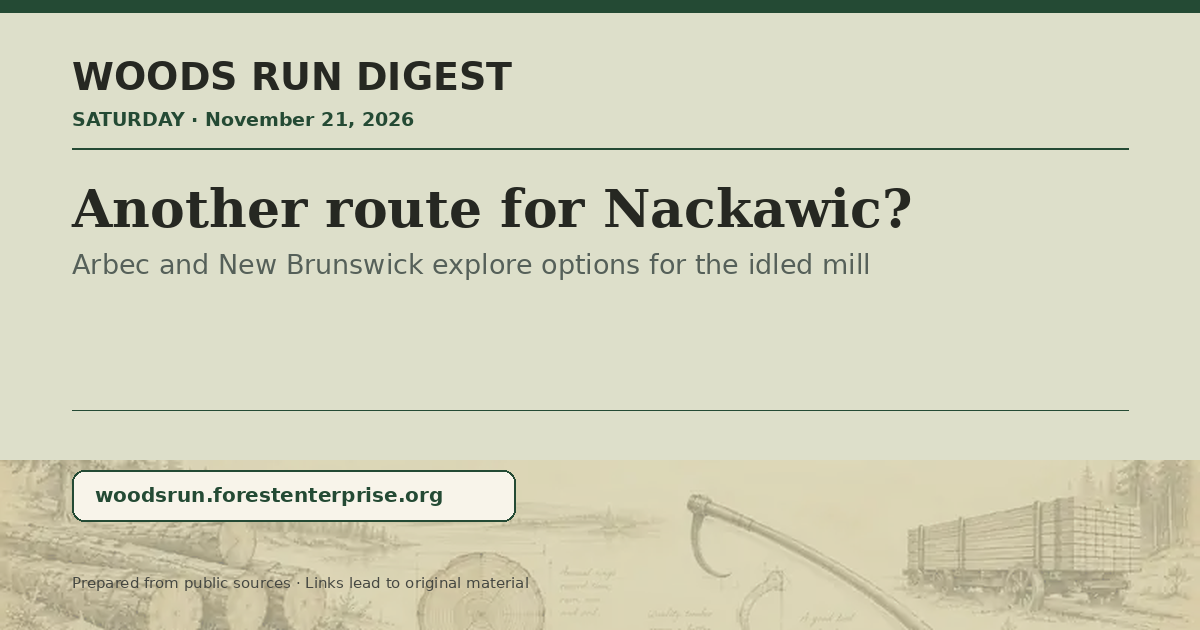 WOODS RUN DIGEST
SATURDAY · November 21, 2026
Another route for Nackawic?
Arbec and New Brunswick explore options for the idled mill
woodsrun.forestenterprise.org
Prepared from public sources · Links lead to original material